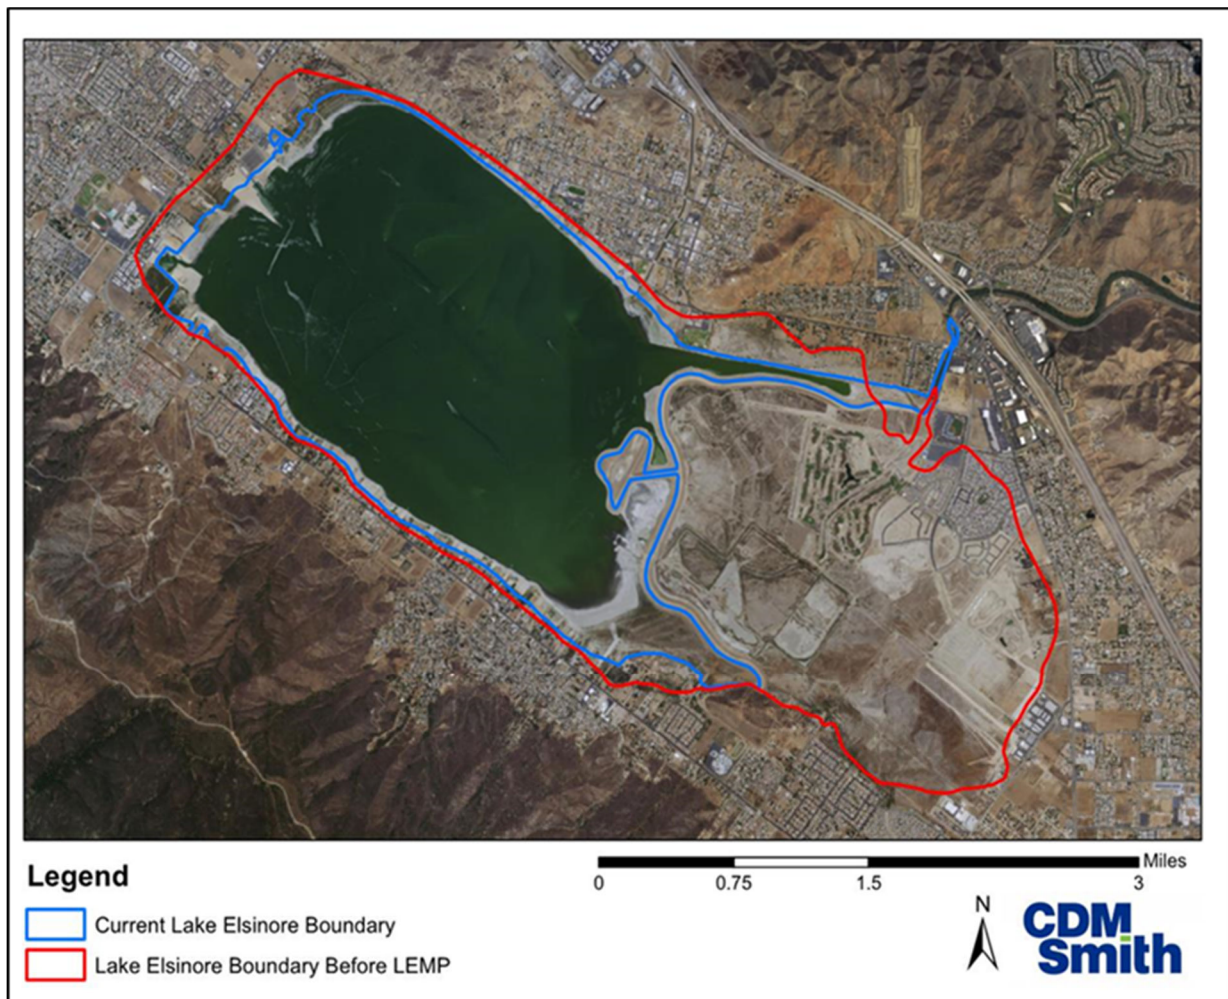 Legend
Current Lake Elsinore Boundary
Lake Elsinore Boundary Before LEMP
Miles
0 0.75 1.5 3
N
CDM
Smith